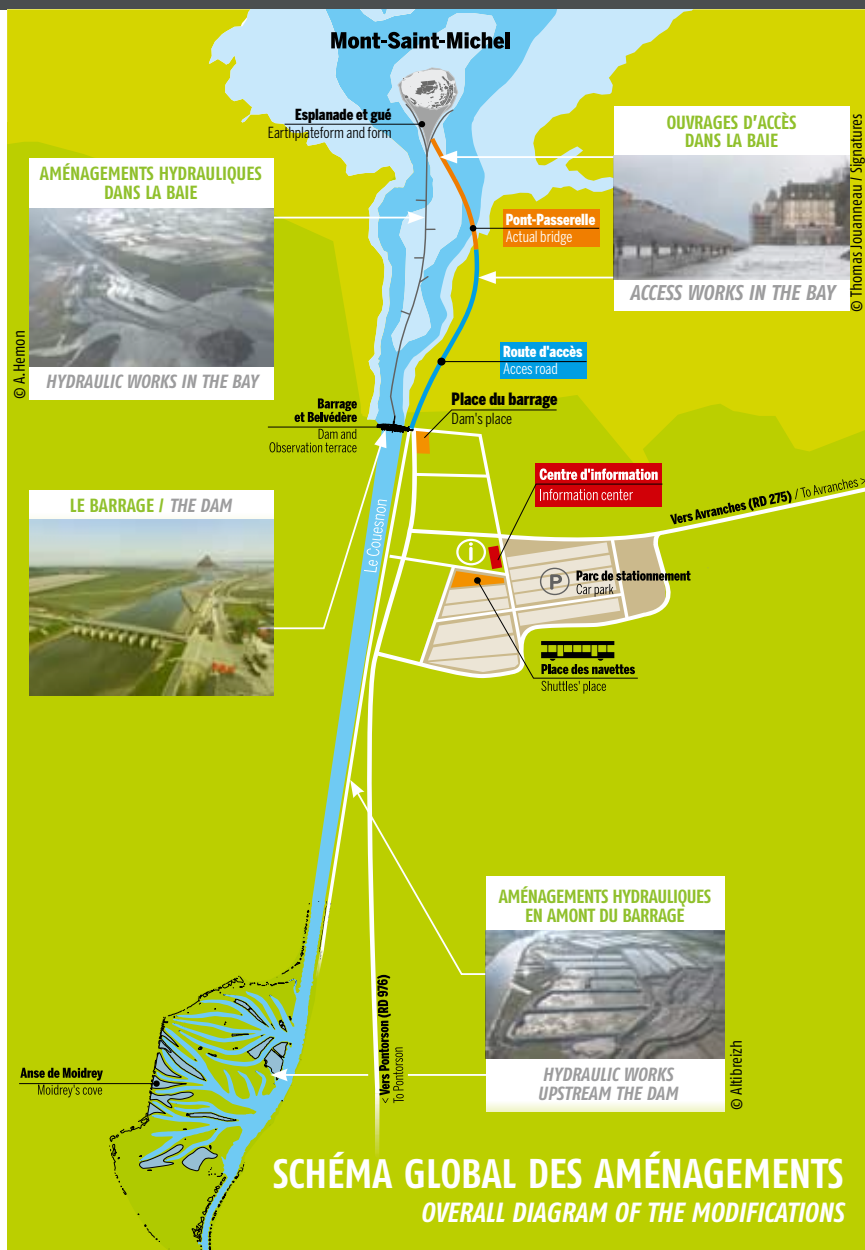 Mont-Saint-Michel
Esplanade et gué
Earthplateform and form
OUVRAGES D'ACCÈS
DANS LA BAIE
© Thomas Jouanneau / Signatures
ACCESS WORKS IN THE BAY
AMÉNAGEMENTS HYDRAULIQUES
DANS LA BAIE
© A.Hemon
HYDRAULIC WORKS IN THE BAY
Pont-Passerelle
Actual bridge
Route d'accès
Acces road
Barrage
et Belvédère
Dam and
Observation terrace
Place du barrage
Dam's place
Centre d'information
Information center
Vers Avranches (RD 275) / To Avranches >
LE BARRAGE / THE DAM
Le Couesnon
i
P
Parc de stationnement
Car park
Place des navettes
Shuttles' place
AMÉNAGEMENTS HYDRAULIQUES
EN AMONT DU BARRAGE
HYDRAULIC WORKS
UPSTREAM THE DAM
© Altibreizh
< Vers Pontorson (RD 976)
To Pontorson
Anse de Moidrey
Moidrey's cove
SCHÉMA GLOBAL DES AMÉNAGEMENTS
OVERALL DIAGRAM OF THE MODIFICATIONS